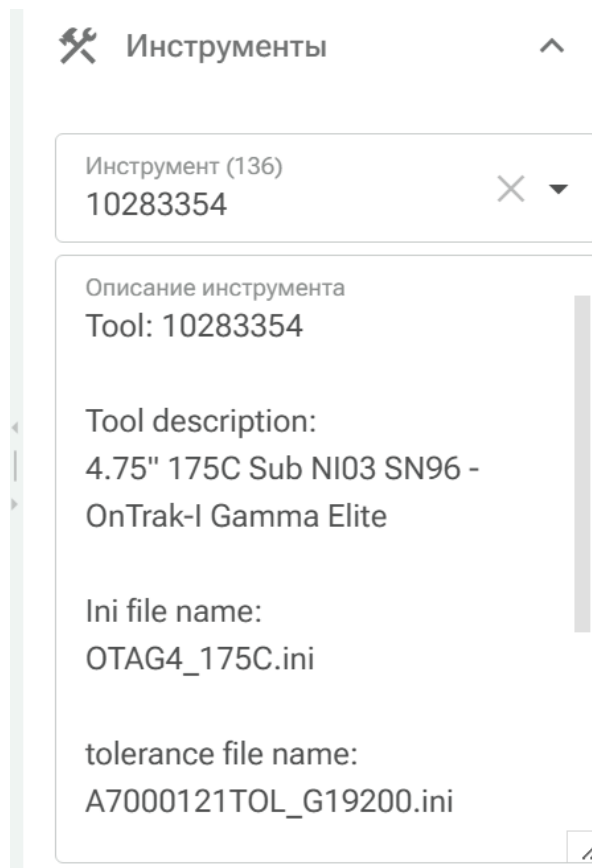 Инструменты
Инструмент (136)
10283354
Описание инструмента
Tool: 10283354
Tool description:
4.75" 175C Sub NI03 SN96 -
OnTrak-I Gamma Elite
Ini file name:
OTAG4_175C.ini
tolerance file name:
A7000121TOL_G19200.ini